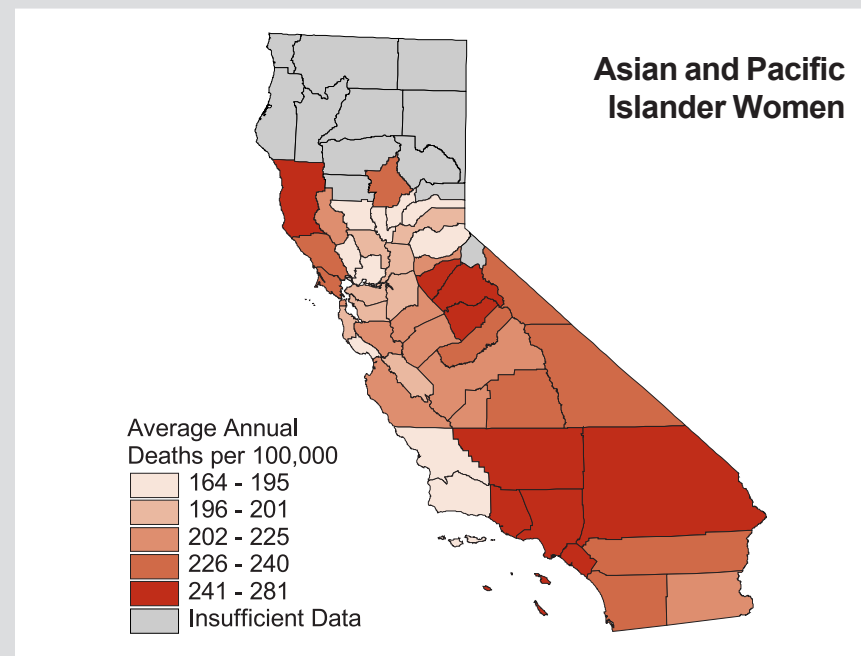 Asian and Pacific
Islander Women
Average Annual
Deaths per 100,000
164 - 195
196 - 201
202 - 225
226 - 240
241 - 281
Insufficient Data